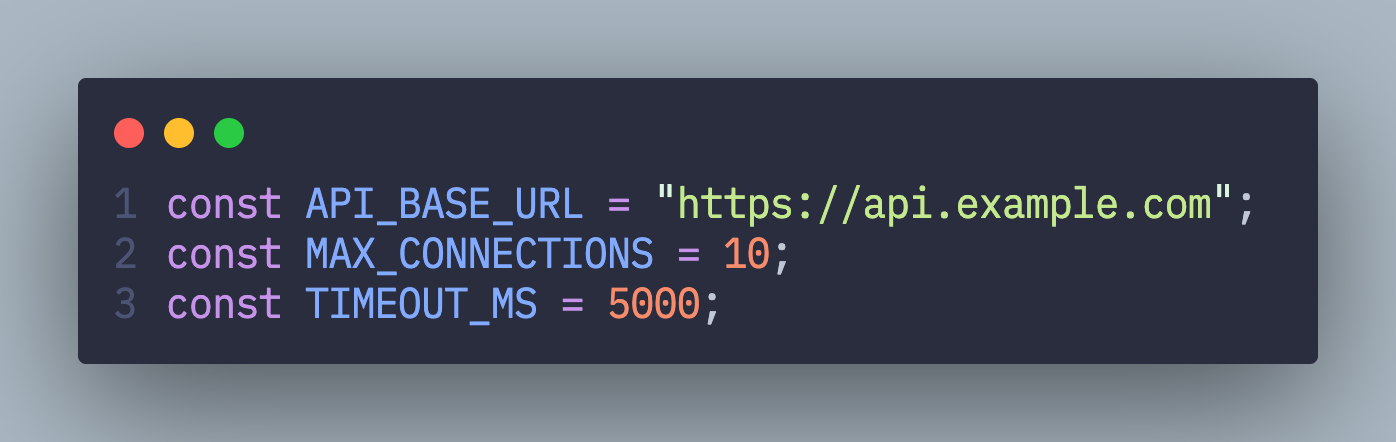 1 const API_BASE_URL = "https://api.example.com";
2 const MAX_CONNECTIONS = 10;
3 const TIMEOUT_MS = 5000;